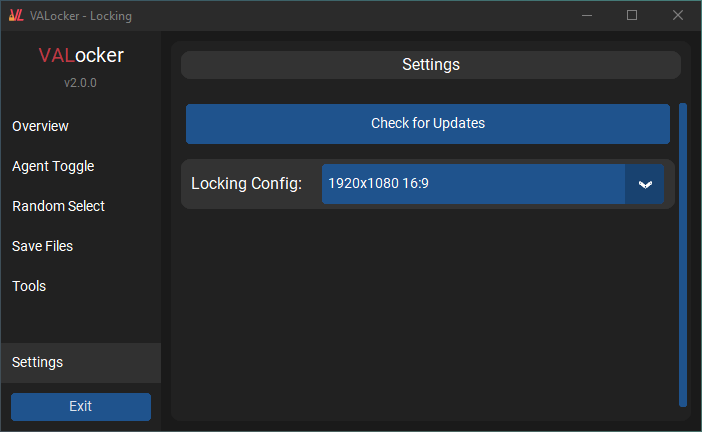 VALocker - Locking
VALocker
v2.0.0
Overview
Agent Toggle
Random Select
Save Files
Tools
Settings
Exit
Settings
Check for Updates
Locking Config: 1920x1080 16:9